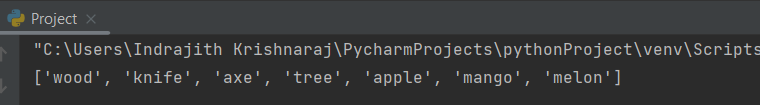 Project
"C:\Users\Indrajith Krishnaraj\PycharmProjects\pythonProject\venv\Scripts
['wood', 'knife', 'axe', 'tree', 'apple', 'mango', 'melon']